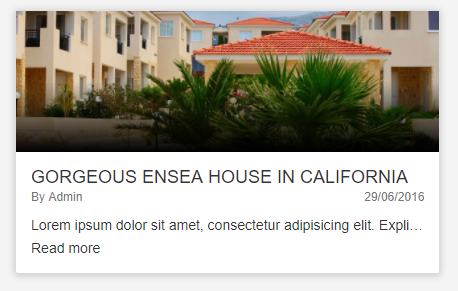 GORGEOUS ENSEA HOUSE IN CALIFORNIA
By Admin 29/06/2016
Lorem ipsum dolor sit amet, consectetur adipisicing elit. Expli...
Read more